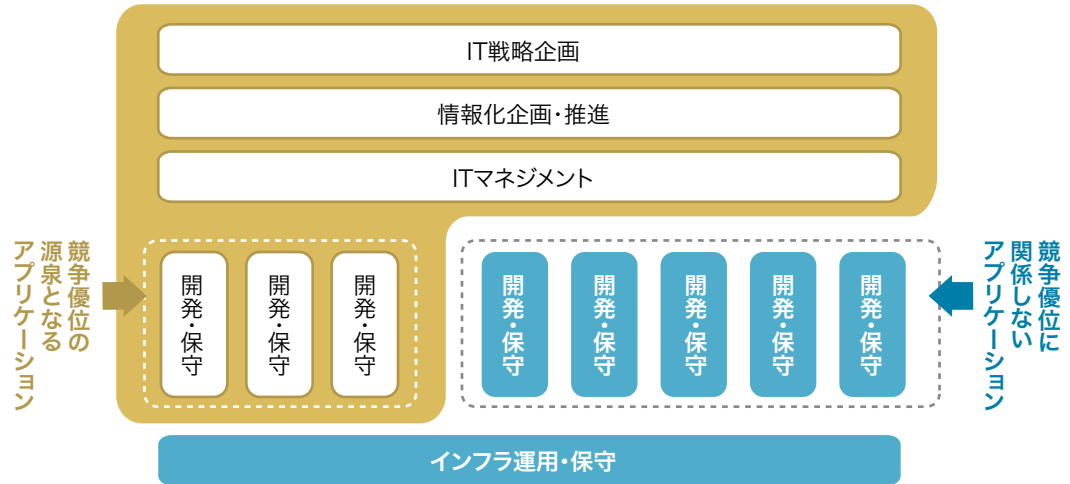 IT戦略企画
情報化企画・推進
ITマネジメント
競争優位の
源泉となる
アプリケーション
開発・保守
開発・保守
開発・保守
開発・保守
開発・保守
開発・保守
開発・保守
開発・保守
競争優位に
関係しない
アプリケーション
インフラ運用・保守